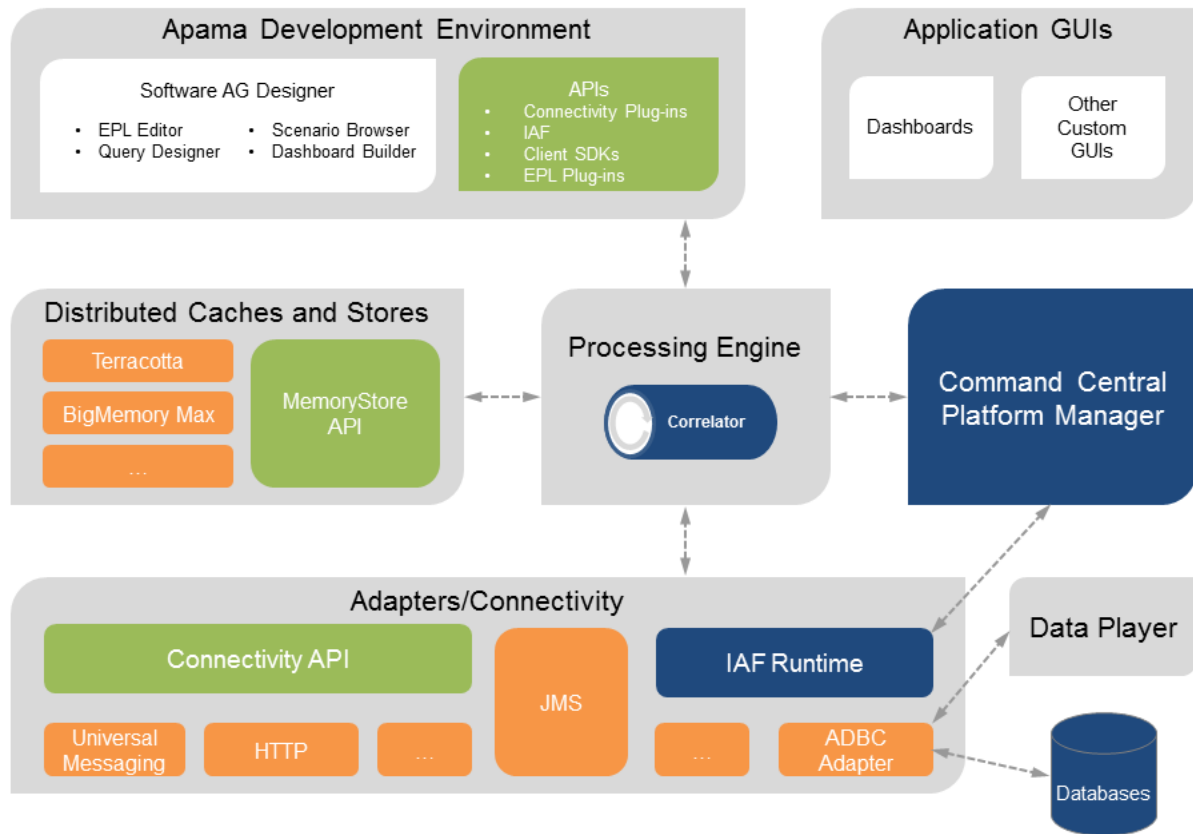 Apama Development Environment
Software AG Designer
• EPL Editor
• Query Designer
• Scenario Browser
• Dashboard Builder
APIs
• Connectivity Plug-ins
• IAF
• Client SDKs
• EPL Plug-ins
Application GUIs
Dashboards
Other
Custom
GUIs
Distributed Caches and Stores
Terracotta
BigMemory Max
...
MemoryStore
API
Processing Engine
Correlator
Command Central
Platform Manager
Adapters/Connectivity
Connectivity API
Universal
Messaging
HTTP
...
JMS
IAF Runtime
...
ADBC
Adapter
Data Player
Databases